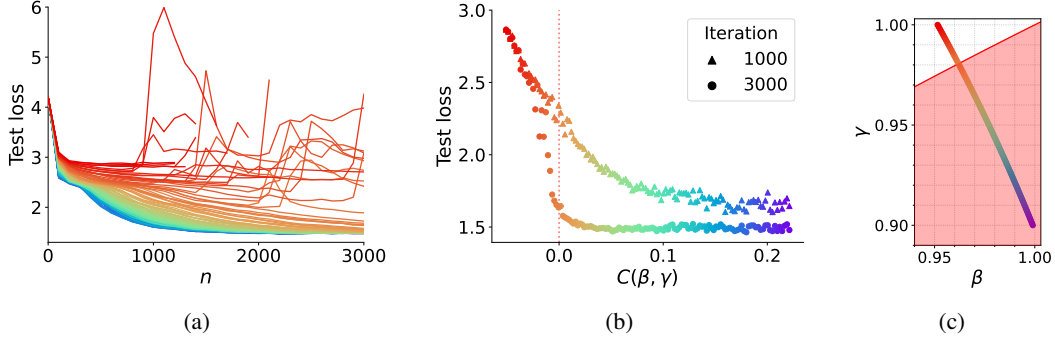 6
5
4
3
2
Test loss
0
1000
2000
3000
n
(a)
3.0
2.5
2.0
1.5
Test loss
Iteration
1000
3000
0.0
0.1
0.2
C(β, γ)
(b)
1.00
0.95
0.90
γ
0.95
1.00
β
(c)